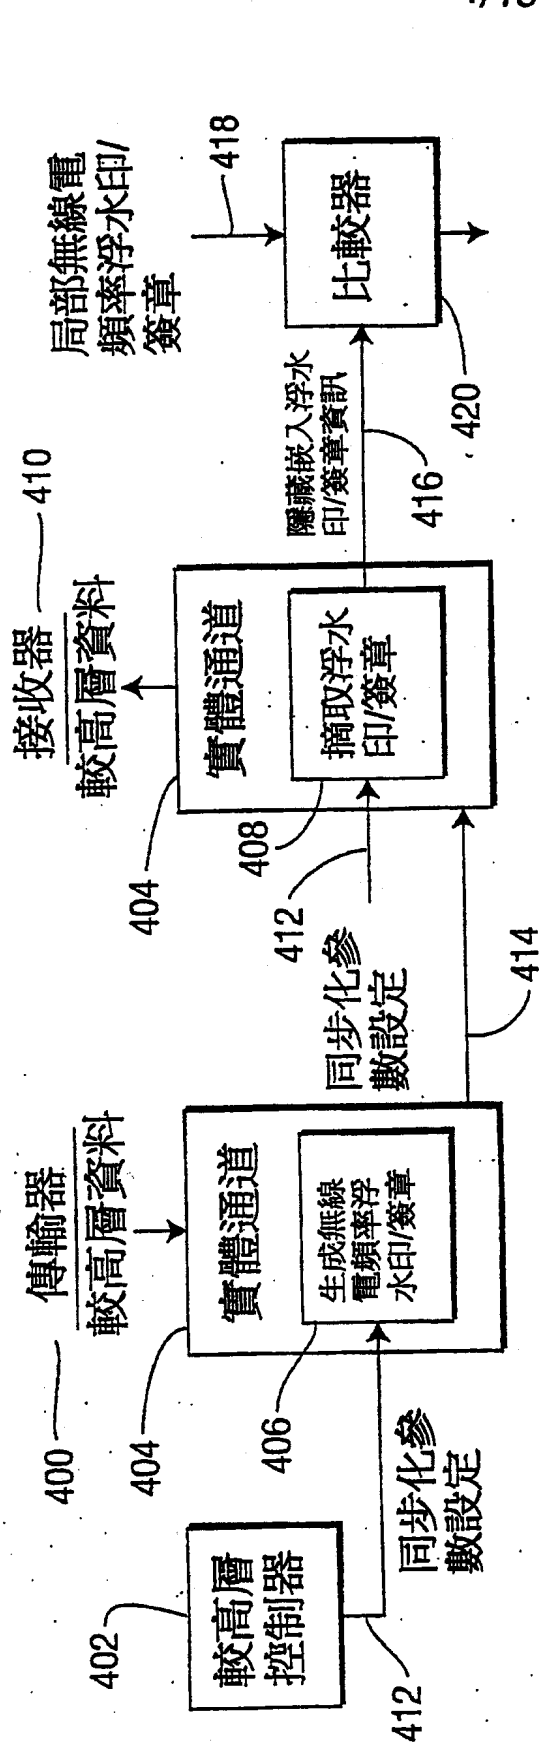 傳輸器
400
較高層資料
402
較高層
控制器
412
同步化參
數設定
404
實體通道
406
生成無線
電頻率浮
水印/簽章
414
接收器
410
較高層資料
404
實體通道
408
摘取浮水
印/簽章
412
同步化參
數設定
隱藏嵌入浮水
印/簽章資訊
416
局部無線電
頻率浮水印/
簽章
418
比較器
420